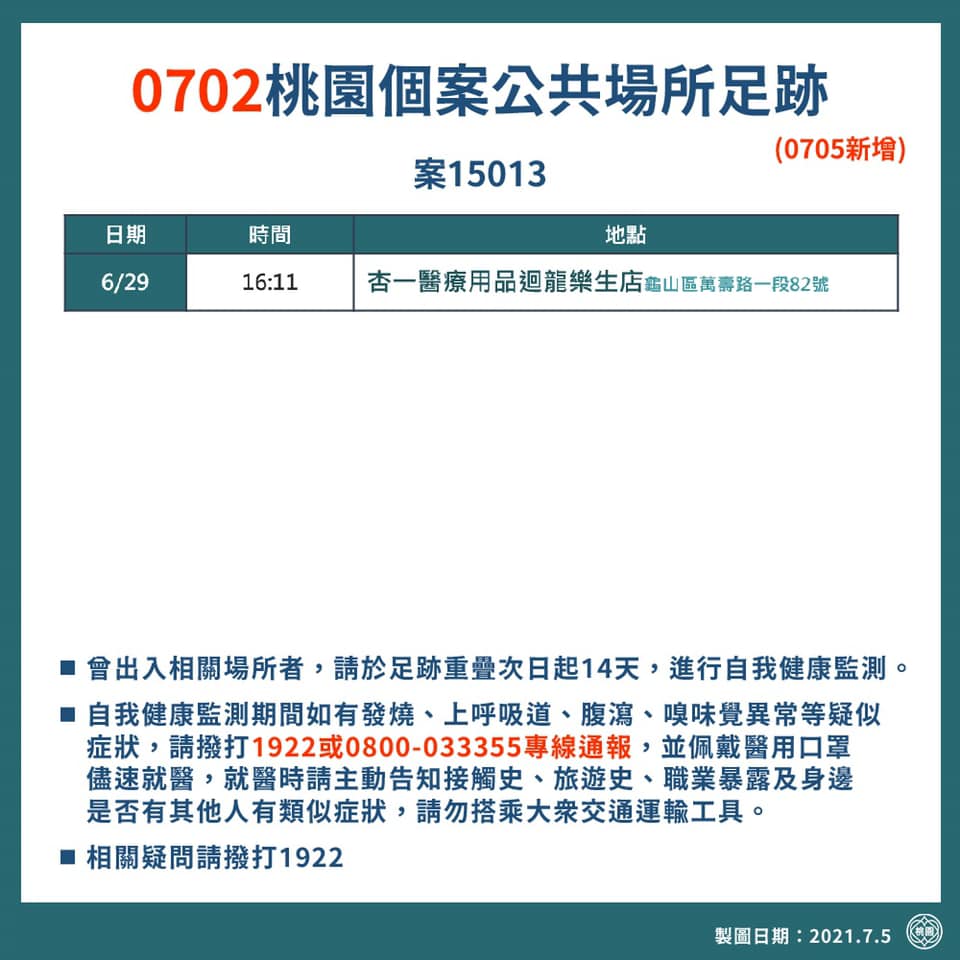 0702桃園個案公共場所足跡
(0705新增)
案15013
日期 時間 地點
6/29 16:11 杏一醫療用品迴龍樂生店龜山區萬壽路一段82號
■ 曾出入相關場所者，請於足跡重疊次日起14天，進行自我健康監測。
■ 自我健康監測期間如有發燒、上呼吸道、腹瀉、嗅味覺異常等疑似
症狀，請撥打1922或0800-033355專線通報，並佩戴醫用口罩
儘速就醫，就醫時請主動告知接觸史、旅遊史、職業暴露及身邊
是否有其他人有類似症狀，請勿搭乘大眾交通運輸工具。
■ 相關疑問請撥打1922
製圖日期：2021.7.5
桃園